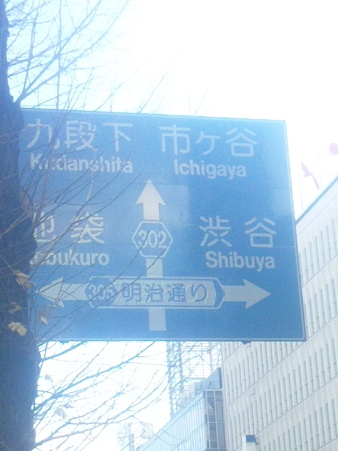 九段下 市ヶ谷
Kudanshita Ichigaya
302
池袋 渋谷
Ikebukuro Shibuya
305 明治通り